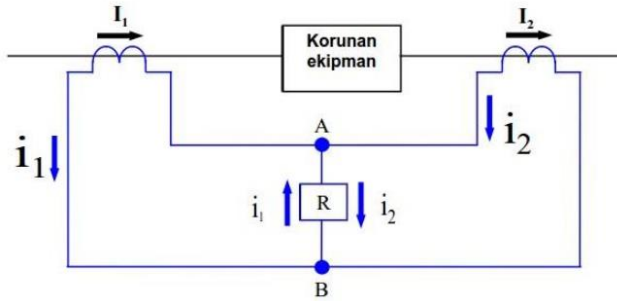 I₁
I₂
Korunan
ekipman
i₁
i₂
A
i₁
R
i₂
B